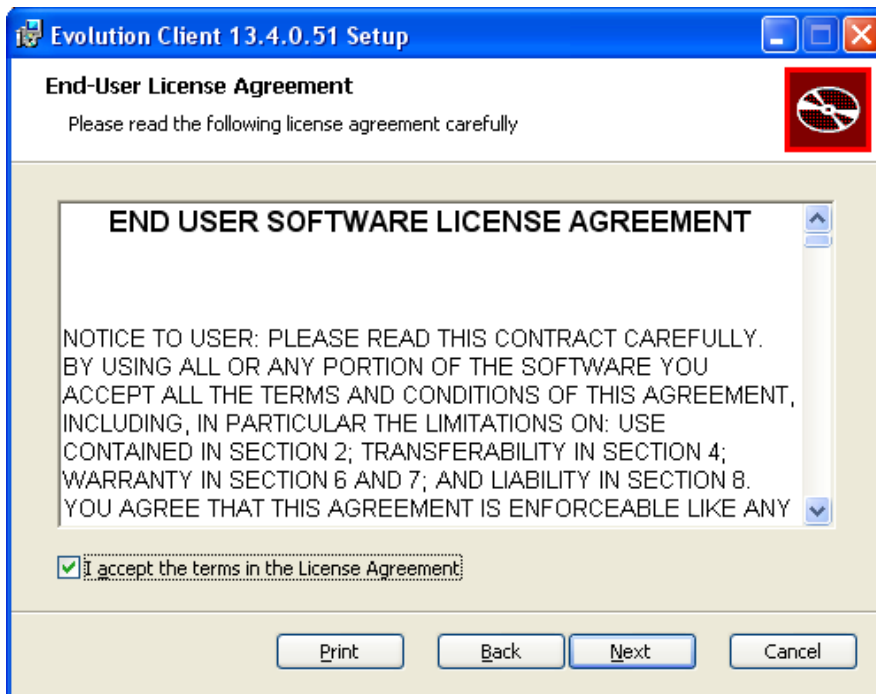 Evolution Client 13.4.0.51 Setup
End-User License Agreement
Please read the following license agreement carefully
END USER SOFTWARE LICENSE AGREEMENT
NOTICE TO USER: PLEASE READ THIS CONTRACT CAREFULLY.
BY USING ALL OR ANY PORTION OF THE SOFTWARE YOU
ACCEPT ALL THE TERMS AND CONDITIONS OF THIS AGREEMENT,
INCLUDING, IN PARTICULAR THE LIMITATIONS ON: USE
CONTAINED IN SECTION 2; TRANSFERABILITY IN SECTION 4;
WARRANTY IN SECTION 6 AND 7; AND LIABILITY IN SECTION 8.
YOU AGREE THAT THIS AGREEMENT IS ENFORCEABLE LIKE ANY
I accept the terms in the License Agreement
Print Back Next Cancel